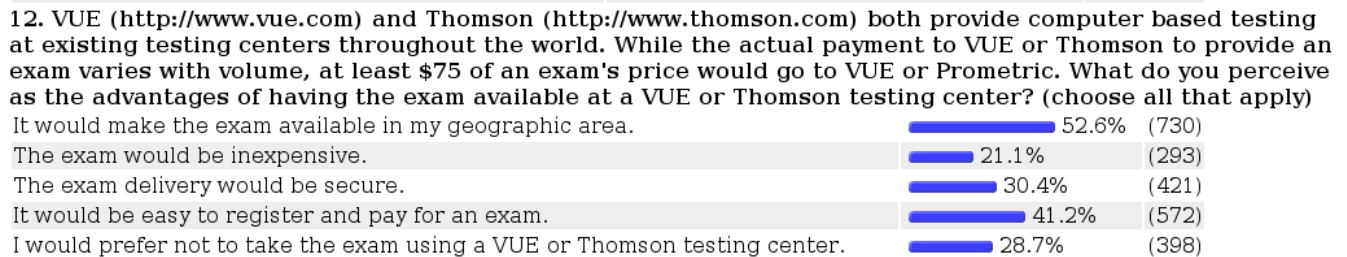 12. VUE (http://www.vue.com) and Thomson (http://www.thomson.com) both provide computer based testing
at existing testing centers throughout the world. While the actual payment to VUE or Thomson to provide an
exam varies with volume, at least $75 of an exam's price would go to VUE or Prometric. What do you perceive
as the advantages of having the exam available at a VUE or Thomson testing center? (choose all that apply)
It would make the exam available in my geographic area. 52.6% (730)
The exam would be inexpensive. 21.1% (293)
The exam delivery would be secure. 30.4% (421)
It would be easy to register and pay for an exam. 41.2% (572)
I would prefer not to take the exam using a VUE or Thomson testing center. 28.7% (398)